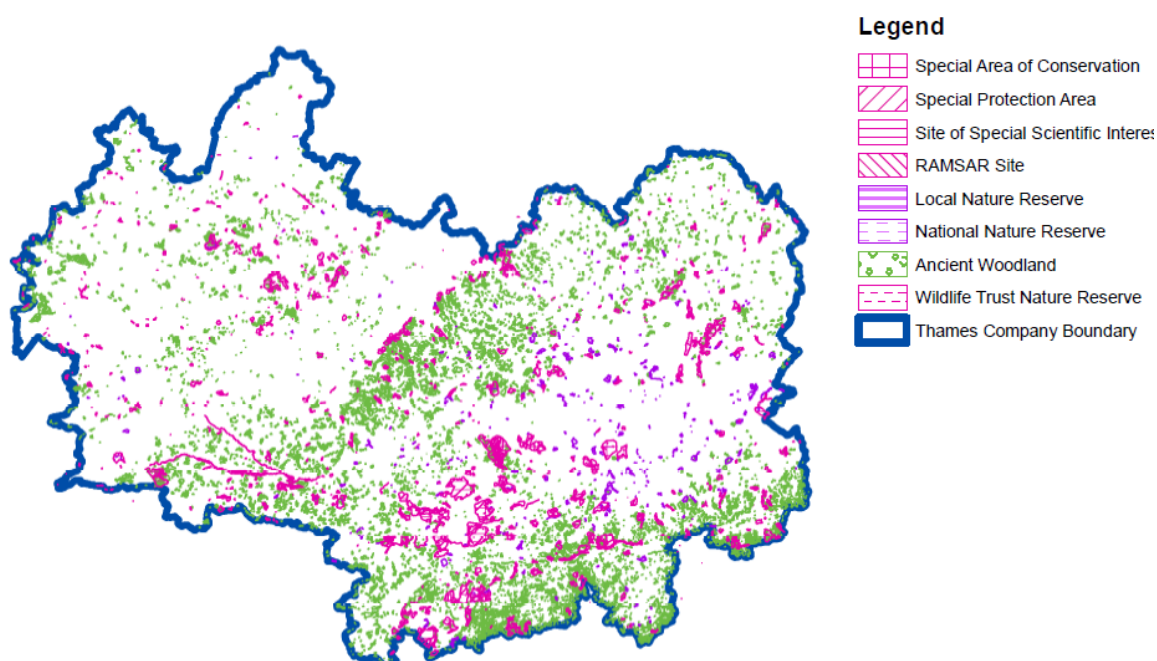 Legend
Special Area of Conservation
Special Protection Area
Site of Special Scientific Interes
RAMSAR Site
Local Nature Reserve
National Nature Reserve
Ancient Woodland
Wildlife Trust Nature Reserve
Thames Company Boundary